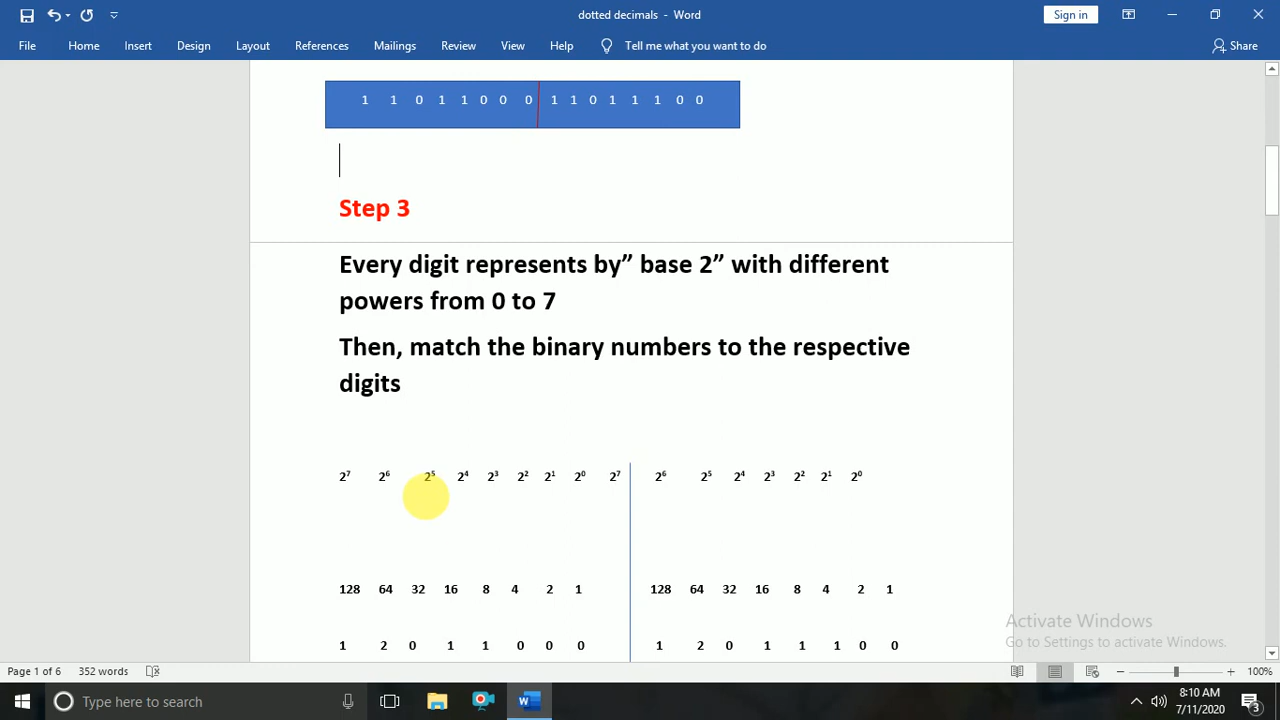 dotted decimals - Word
Sign in
File Home Insert Design Layout References Mailings Review View Help Tell me what you want to do Share
1 1 0 1 1 0 0 0 1 1 0 1 1 1 0 0
Step 3
Every digit represents by” base 2” with different
powers from 0 to 7
Then, match the binary numbers to the respective
digits
2⁷ 2⁶ 2⁵ 2⁴ 2³ 2² 2¹ 2⁰ 2⁷ 2⁶ 2⁵ 2⁴ 2³ 2² 2¹ 2⁰
128 64 32 16 8 4 2 1 128 64 32 16 8 4 2 1
1 2 0 1 1 0 0 0 1 2 0 1 1 1 0 0
Activate Windows
Go to Settings to activate Windows.
Page 1 of 6 352 words 100%
Type here to search
8:10 AM
7/11/2020
3